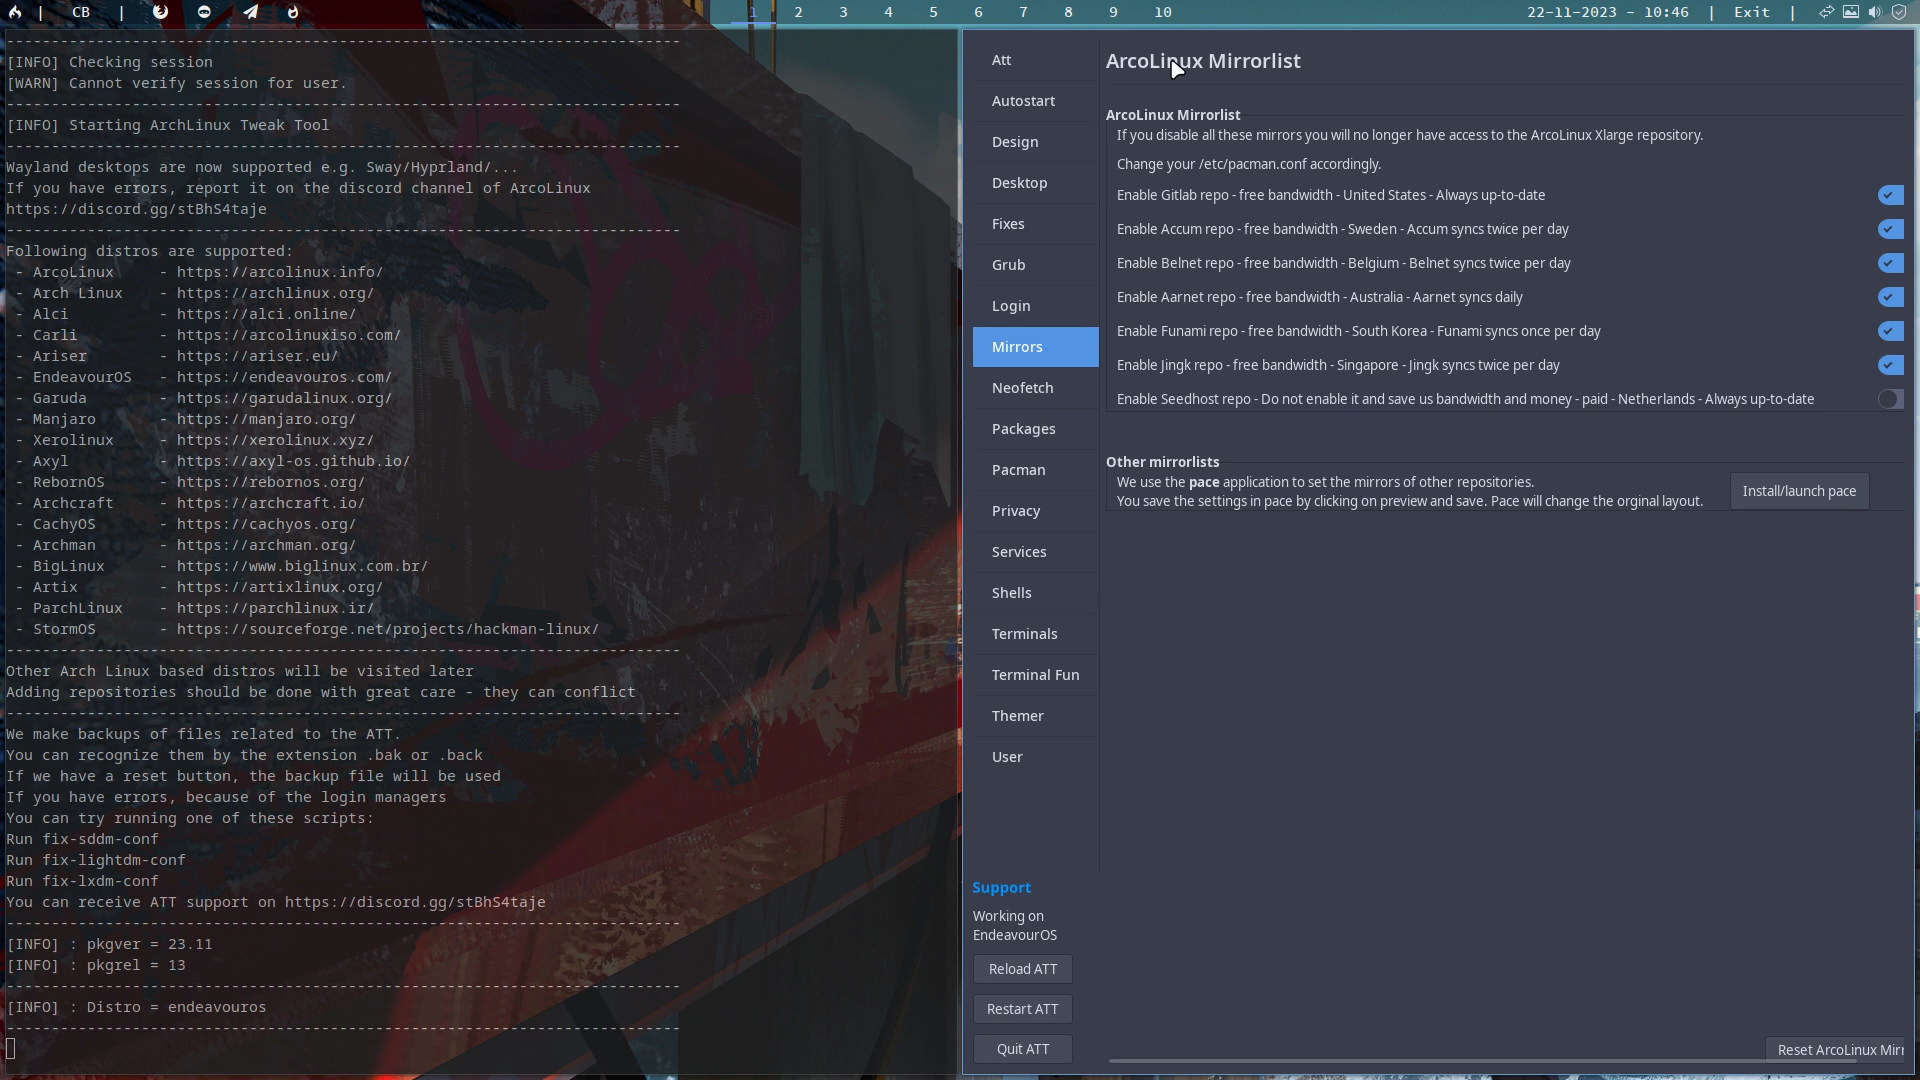 | CB | 1 2 3 4 5 6 7 8 9 10 22-11-2023 - 10:46 | Exit |
--------------------------------------------------------------------------
[INFO] Checking session
[WARN] Cannot verify session for user.
--------------------------------------------------------------------------
[INFO] Starting ArchLinux Tweak Tool
--------------------------------------------------------------------------
Wayland desktops are now supported e.g. Sway/Hyprland/...
If you have errors, report it on the discord channel of ArcoLinux
https://discord.gg/stBhS4taje
--------------------------------------------------------------------------
Following distros are supported:
- ArcoLinux - https://arcolinux.info/
- Arch Linux - https://archlinux.org/
- Alci - https://alci.online/
- Carli - https://arcolinuxiso.com/
- Ariser - https://ariser.eu/
- EndeavourOS - https://endeavouros.com/
- Garuda - https://garudalinux.org/
- Manjaro - https://manjaro.org/
- Xerolinux - https://xerolinux.xyz/
- Axyl - https://axyl-os.github.io/
- RebornOS - https://rebornos.org/
- Archcraft - https://archcraft.io/
- CachyOS - https://cachyos.org/
- Archman - https://archman.org/
- BigLinux - https://www.biglinux.com.br/
- Artix - https://artixlinux.org/
- ParchLinux - https://parchlinux.ir/
- StormOS - https://sourceforge.net/projects/hackman-linux/
--------------------------------------------------------------------------
Other Arch Linux based distros will be visited later
Adding repositories should be done with great care - they can conflict
--------------------------------------------------------------------------
We make backups of files related to the ATT.
You can recognize them by the extension .bak or .back
If we have a reset button, the backup file will be used
If you have errors, because of the login managers
You can try running one of these scripts:
Run fix-sddm-conf
Run fix-lightdm-conf
Run fix-lxdm-conf
You can receive ATT support on https://discord.gg/stBhS4taje
--------------------------------------------------------------------------
[INFO] : pkgver = 23.11
[INFO] : pkgrel = 13
--------------------------------------------------------------------------
[INFO] : Distro = endeavouros
--------------------------------------------------------------------------
Att
Autostart
Design
Desktop
Fixes
Grub
Login
Mirrors
Neofetch
Packages
Pacman
Privacy
Services
Shells
Terminals
Terminal Fun
Themer
User
Support
Working on
EndeavourOS
Reload ATT
Restart ATT
Quit ATT
ArcoLinux Mirrorlist
ArcoLinux Mirrorlist
If you disable all these mirrors you will no longer have access to the ArcoLinux Xlarge repository.
Change your /etc/pacman.conf accordingly.
Enable Gitlab repo - free bandwidth - United States - Always up-to-date
Enable Accum repo - free bandwidth - Sweden - Accum syncs twice per day
Enable Belnet repo - free bandwidth - Belgium - Belnet syncs twice per day
Enable Aarnet repo - free bandwidth - Australia - Aarnet syncs daily
Enable Funami repo - free bandwidth - South Korea - Funami syncs once per day
Enable Jingk repo - free bandwidth - Singapore - Jingk syncs twice per day
Enable Seedhost repo - Do not enable it and save us bandwidth and money - paid - Netherlands - Always up-to-date
Other mirrorlists
We use the pace application to set the mirrors of other repositories.
You save the settings in pace by clicking on preview and save. Pace will change the orginal layout.
Install/launch pace
Reset ArcoLinux Mirr